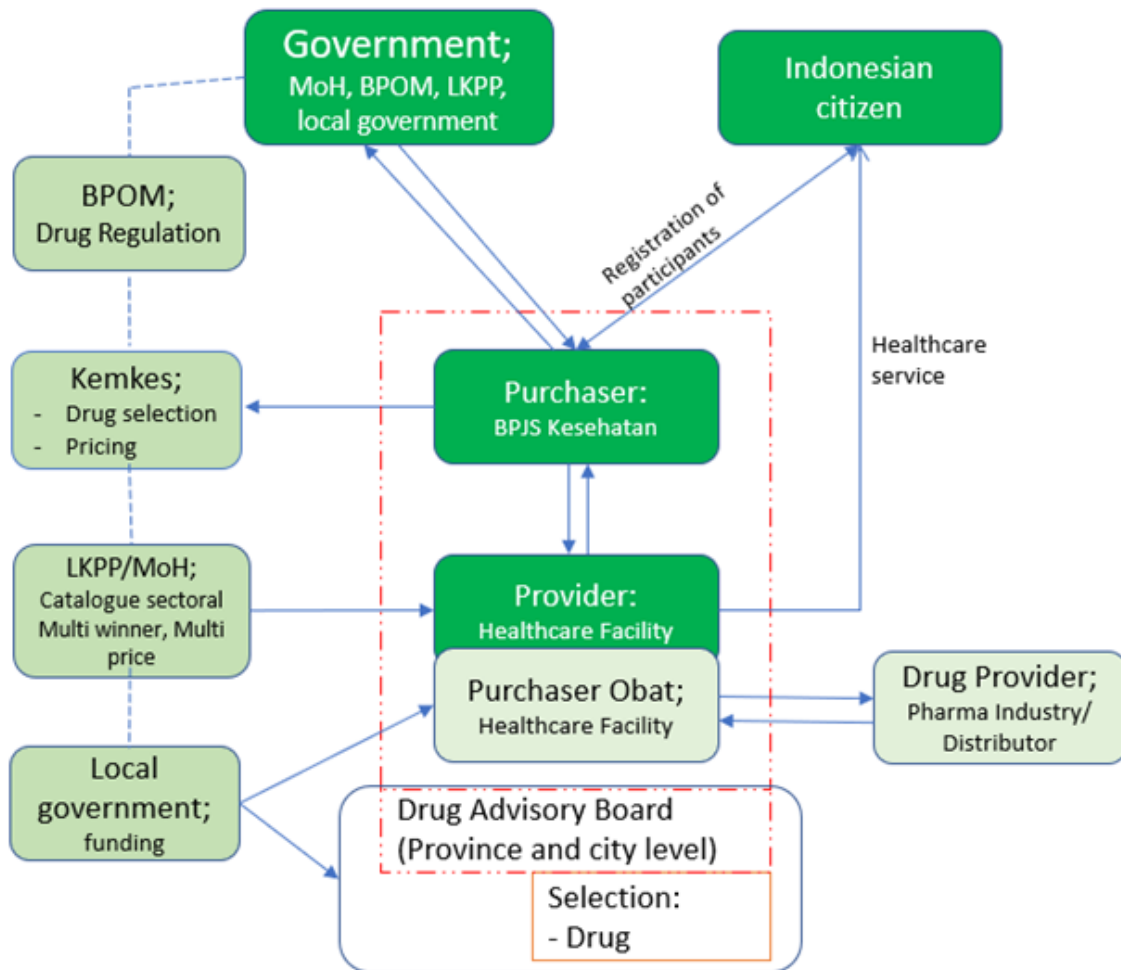 Government;
MoH, BPOM, LKPP,
local government
Indonesian
citizen
BPOM;
Drug Regulation
Registration of
participants
Healthcare
service
Kemkes;
- Drug selection
- Pricing
Purchaser:
BPJS Kesehatan
LKPP/MoH;
Catalogue sectoral
Multi winner, Multi
price
Provider:
Healthcare Facility
Purchaser Obat;
Healthcare Facility
Drug Provider;
Pharma Industry/
Distributor
Local
government;
funding
Drug Advisory Board
(Province and city level)
Selection:
- Drug